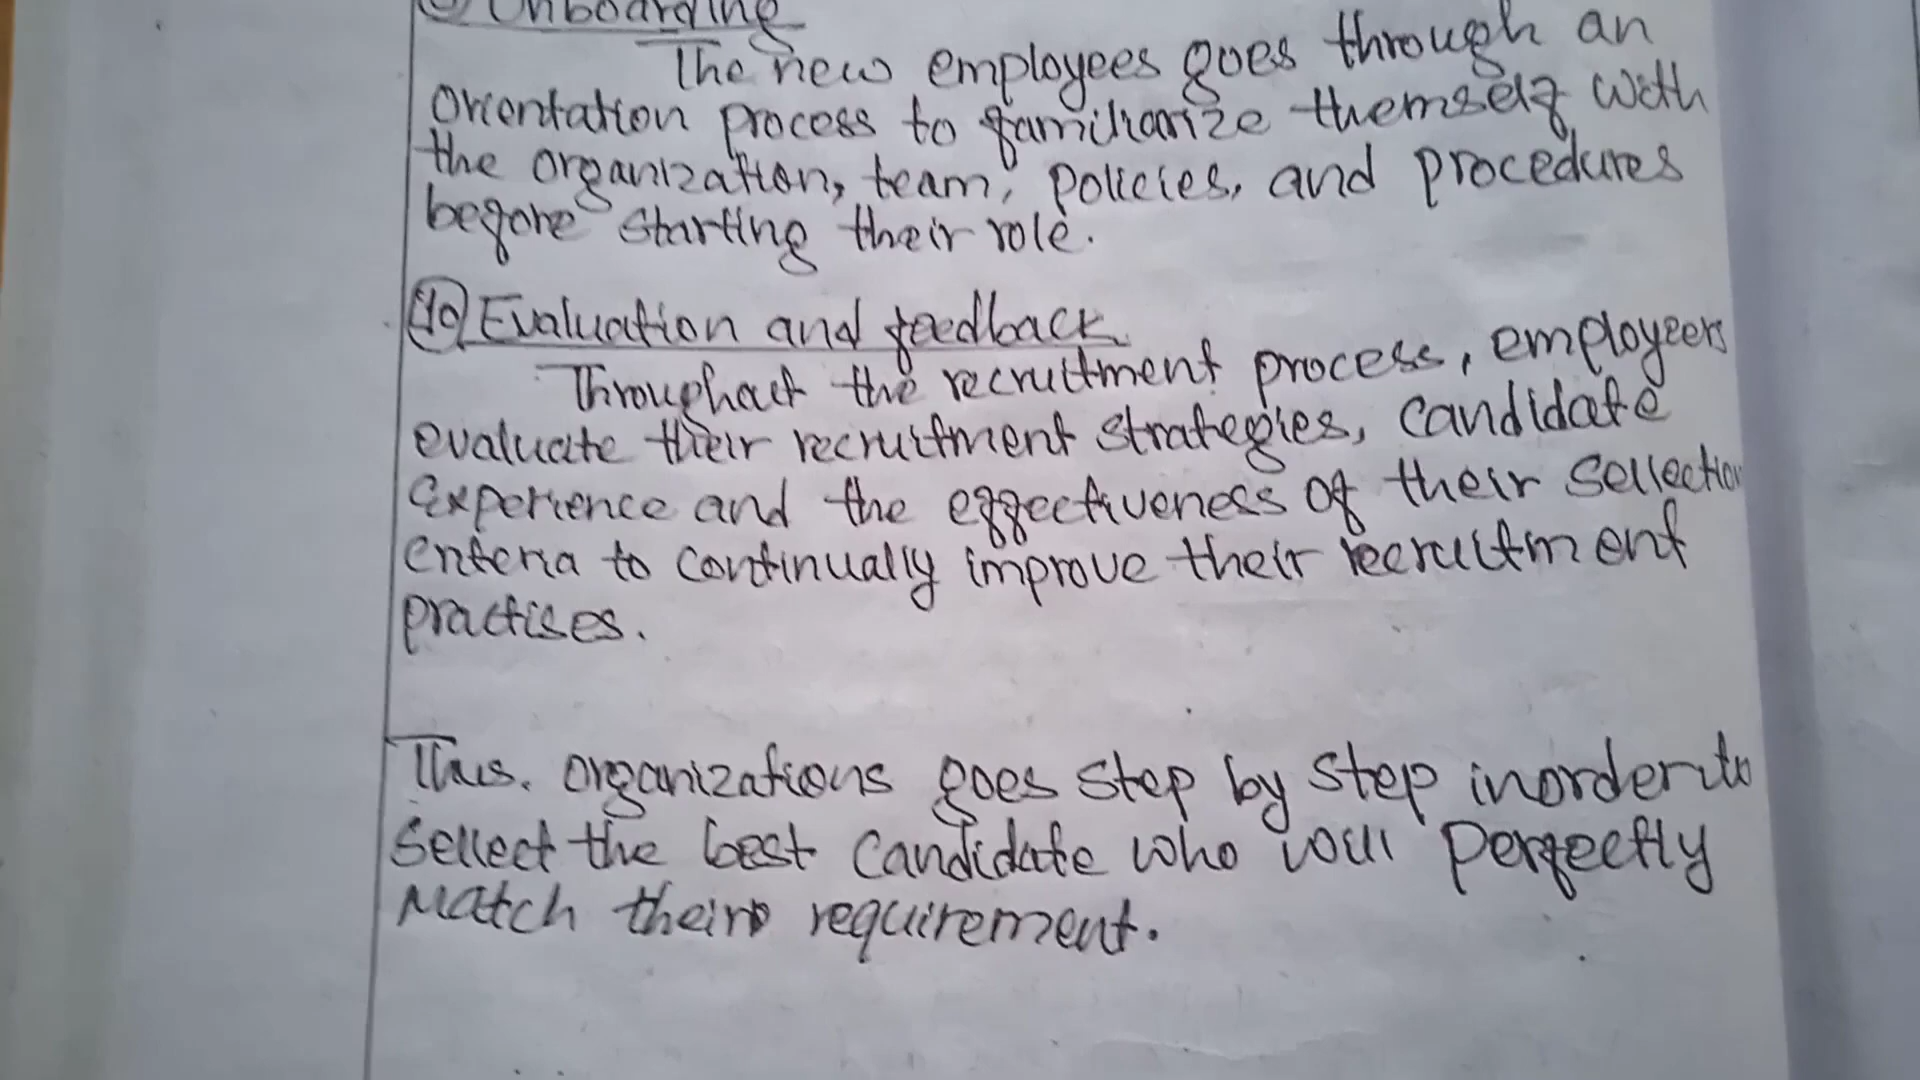 Onboarding
The new employees goes through an
orientation process to familiarize themself with
the organization, team, policies, and procedures
before starting their role.
10 Evaluation and feedback
Throughout the recruitment process, employeers
evaluate their recruitment strategies, candidate
experience and the effectiveness of their sellection
criteria to continually improve their recruitment
practises.
Thus, organizations goes step by step inorder to
sellect the best candidate who will perfectly
match their requirement.